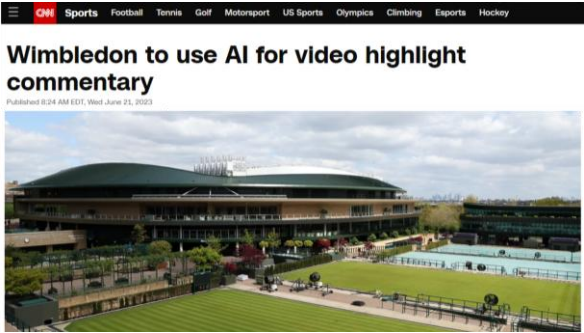 CNN Sports Football Tennis Golf Motorsport US Sports Olympics Climbing Esports Hockey
Wimbledon to use AI for video highlight
commentary
Published 8:24 AM EDT, Wed June 21, 2023